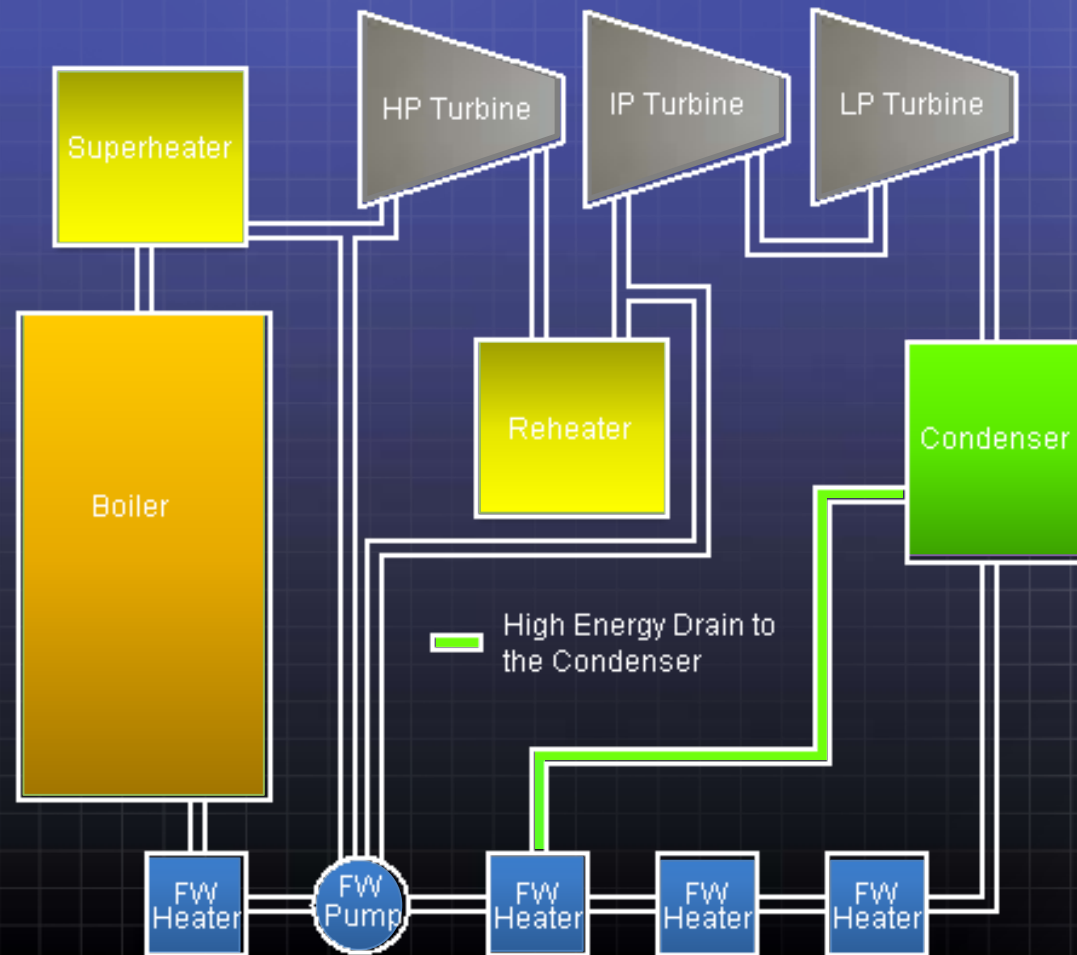 HP Turbine
IP Turbine
LP Turbine
Superheater
Reheater
Condenser
Boiler
High Energy Drain to
the Condenser
FW
Heater
FW
Pump
FW
Heater
FW
Heater
FW
Heater